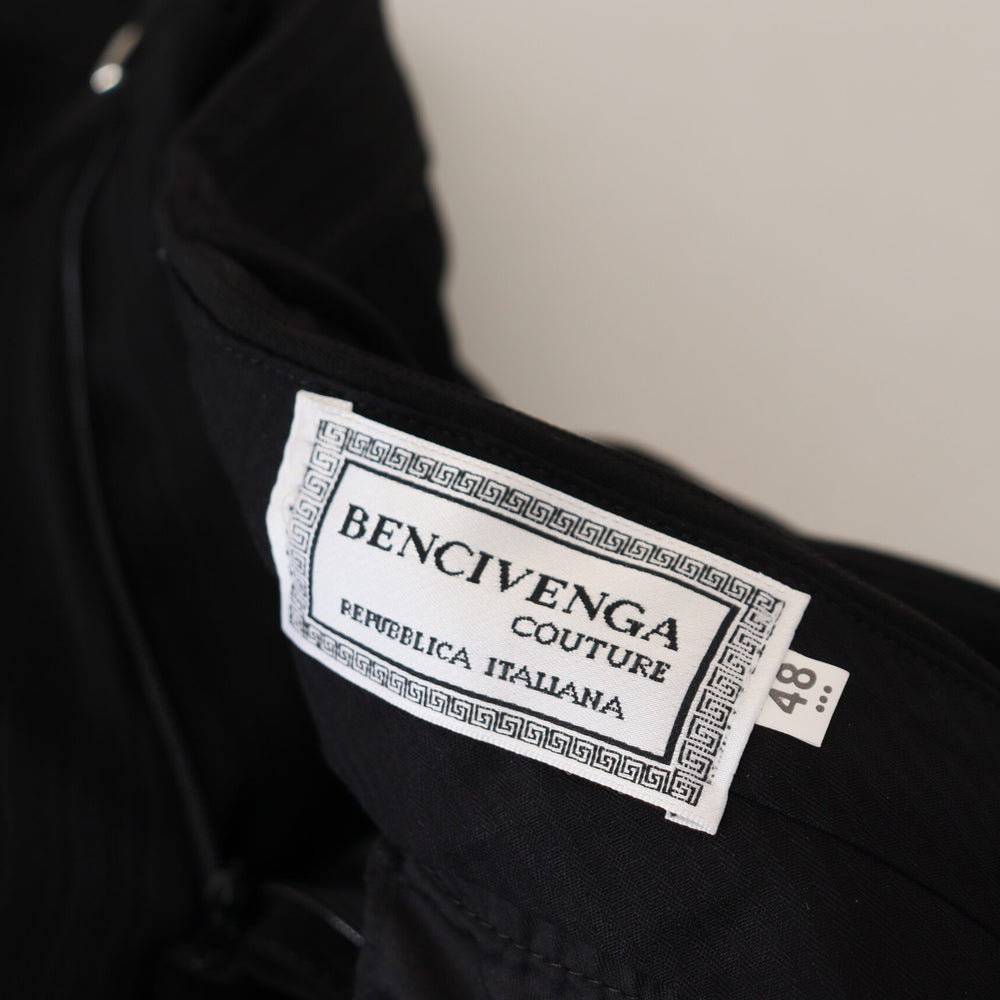 BENCIVENGA
COUTURE
REPUBBLICA ITALIANA
48